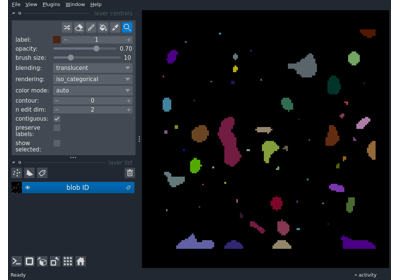 File View Plugins Window Help
layer controls
label: 1
opacity: 0.70
brush size: 10
blending: translucent
rendering: iso_categorical
color mode: auto
contour: 0
n edit dim: 2
contiguous:
preserve
labels:
show
selected:
layer list
blob ID
Ready
activity